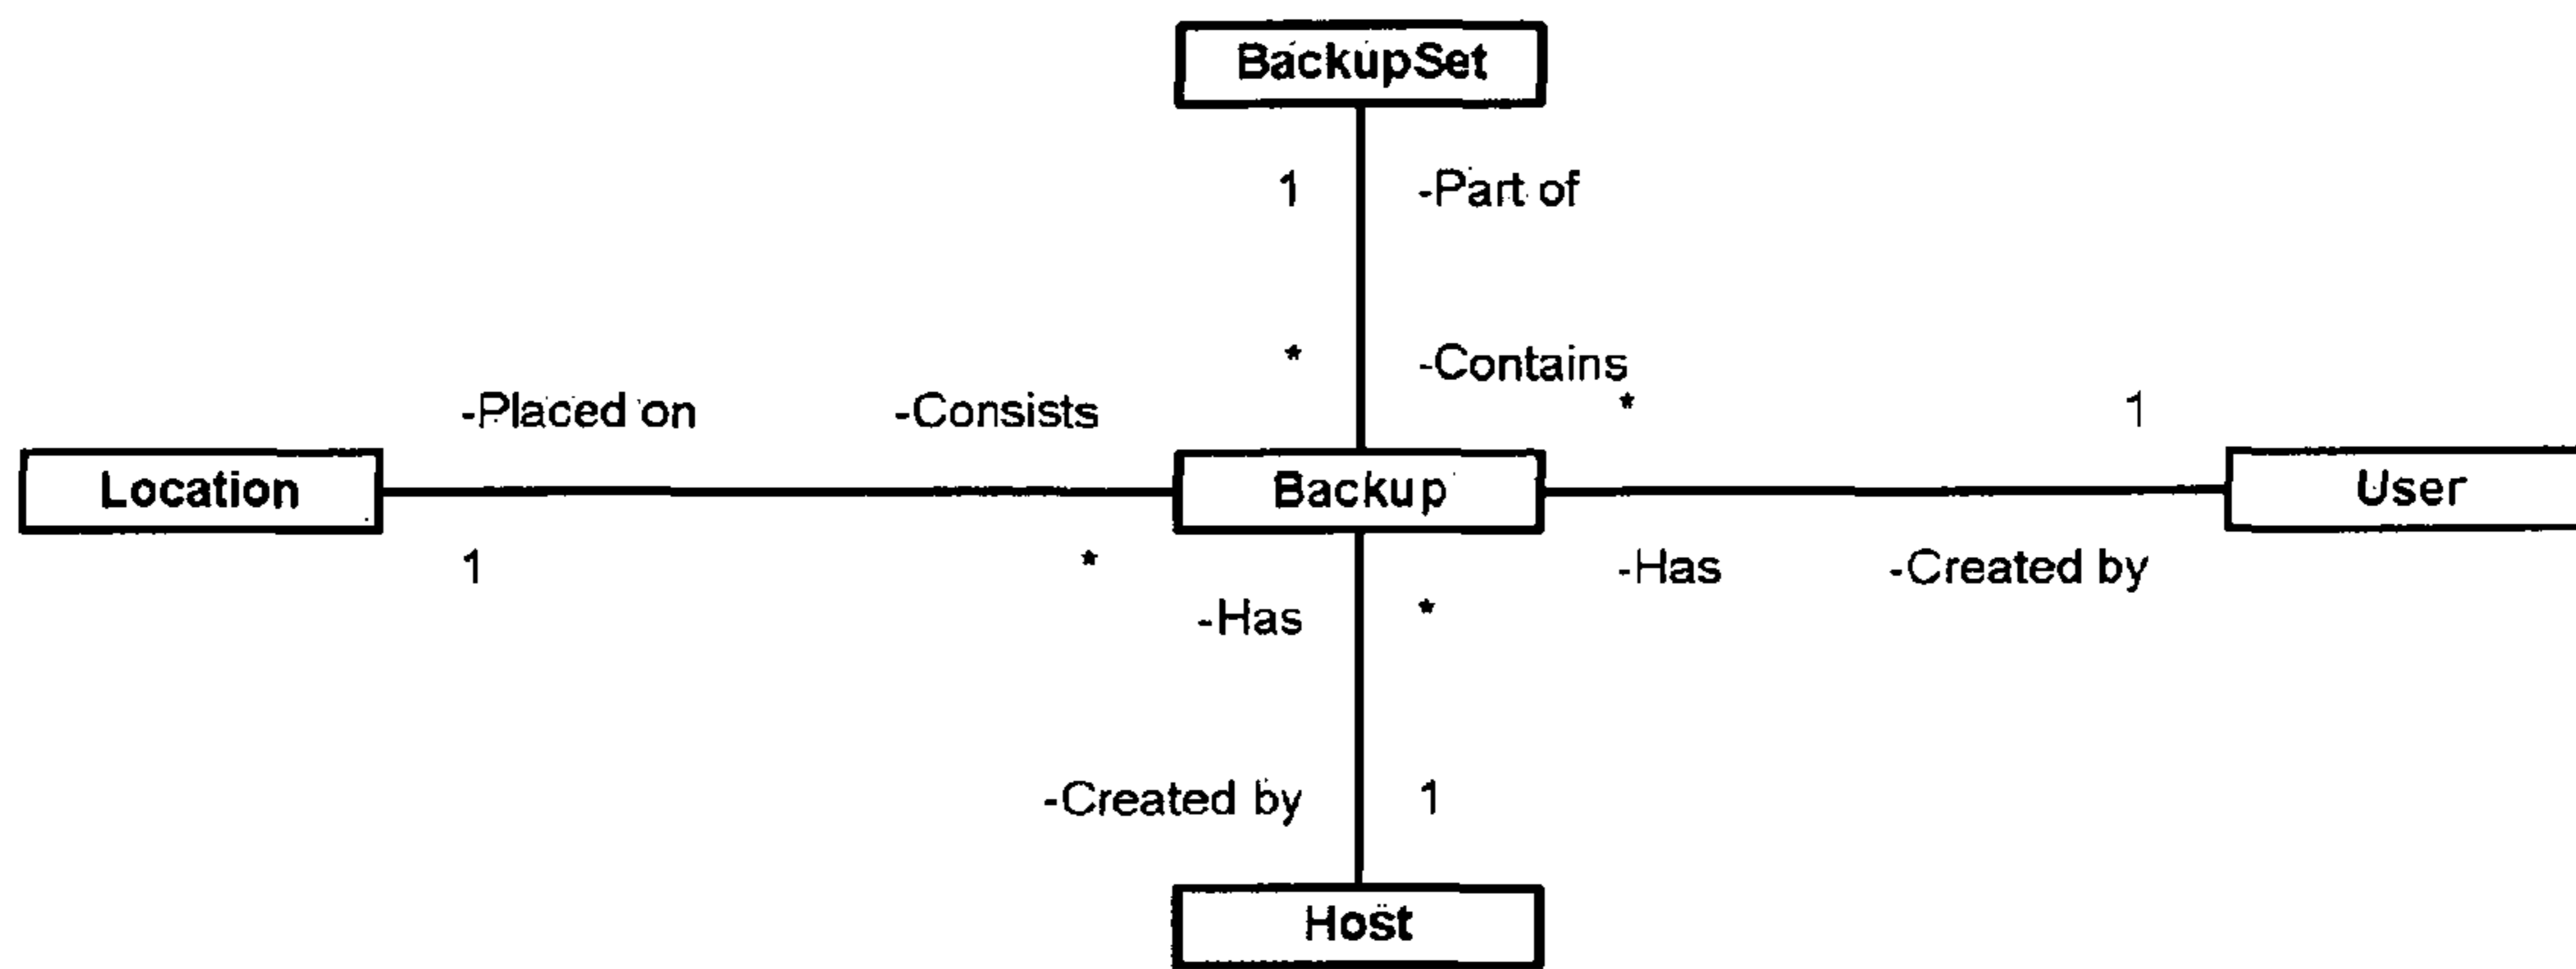 BackupSet
1 -Part of
* -Contains
-Placed on -Consists * 1
Location Backup User
1 * -Has -Created by
-Has *
-Created by 1
Host